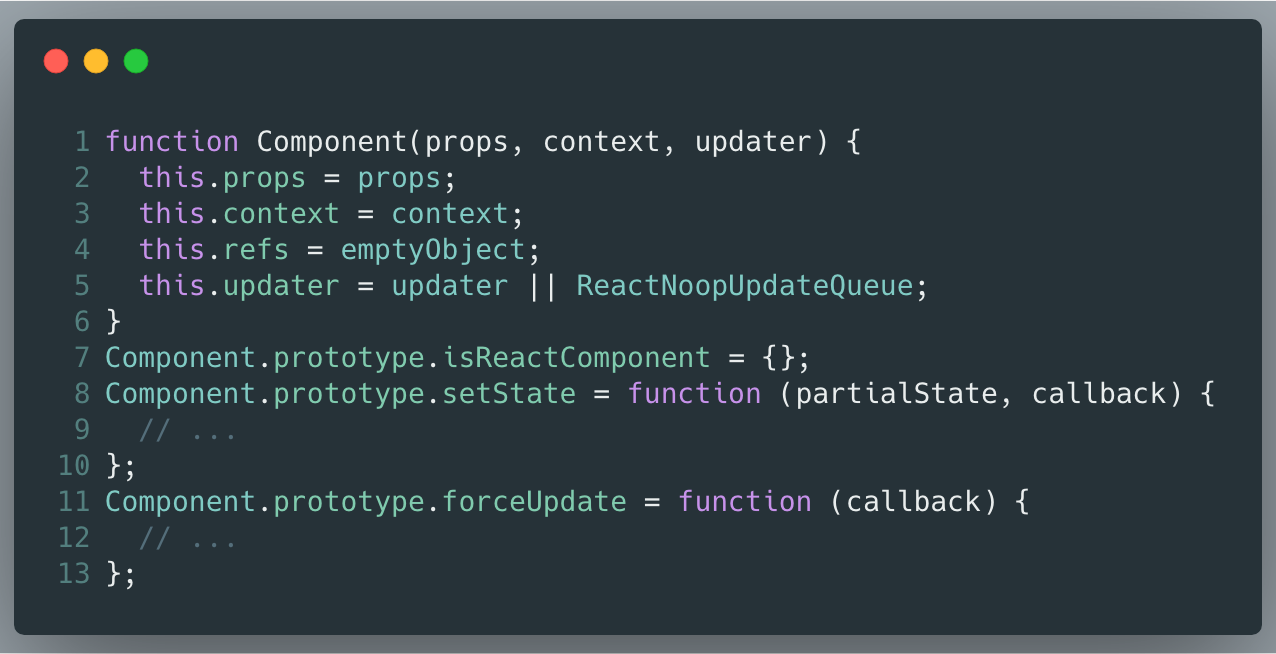 1 function Component(props, context, updater) {
2   this.props = props;
3   this.context = context;
4   this.refs = emptyObject;
5   this.updater = updater || ReactNoopUpdateQueue;
6 }
7 Component.prototype.isReactComponent = {};
8 Component.prototype.setState = function (partialState, callback) {
9   // ...
10 };
11 Component.prototype.forceUpdate = function (callback) {
12   // ...
13 };